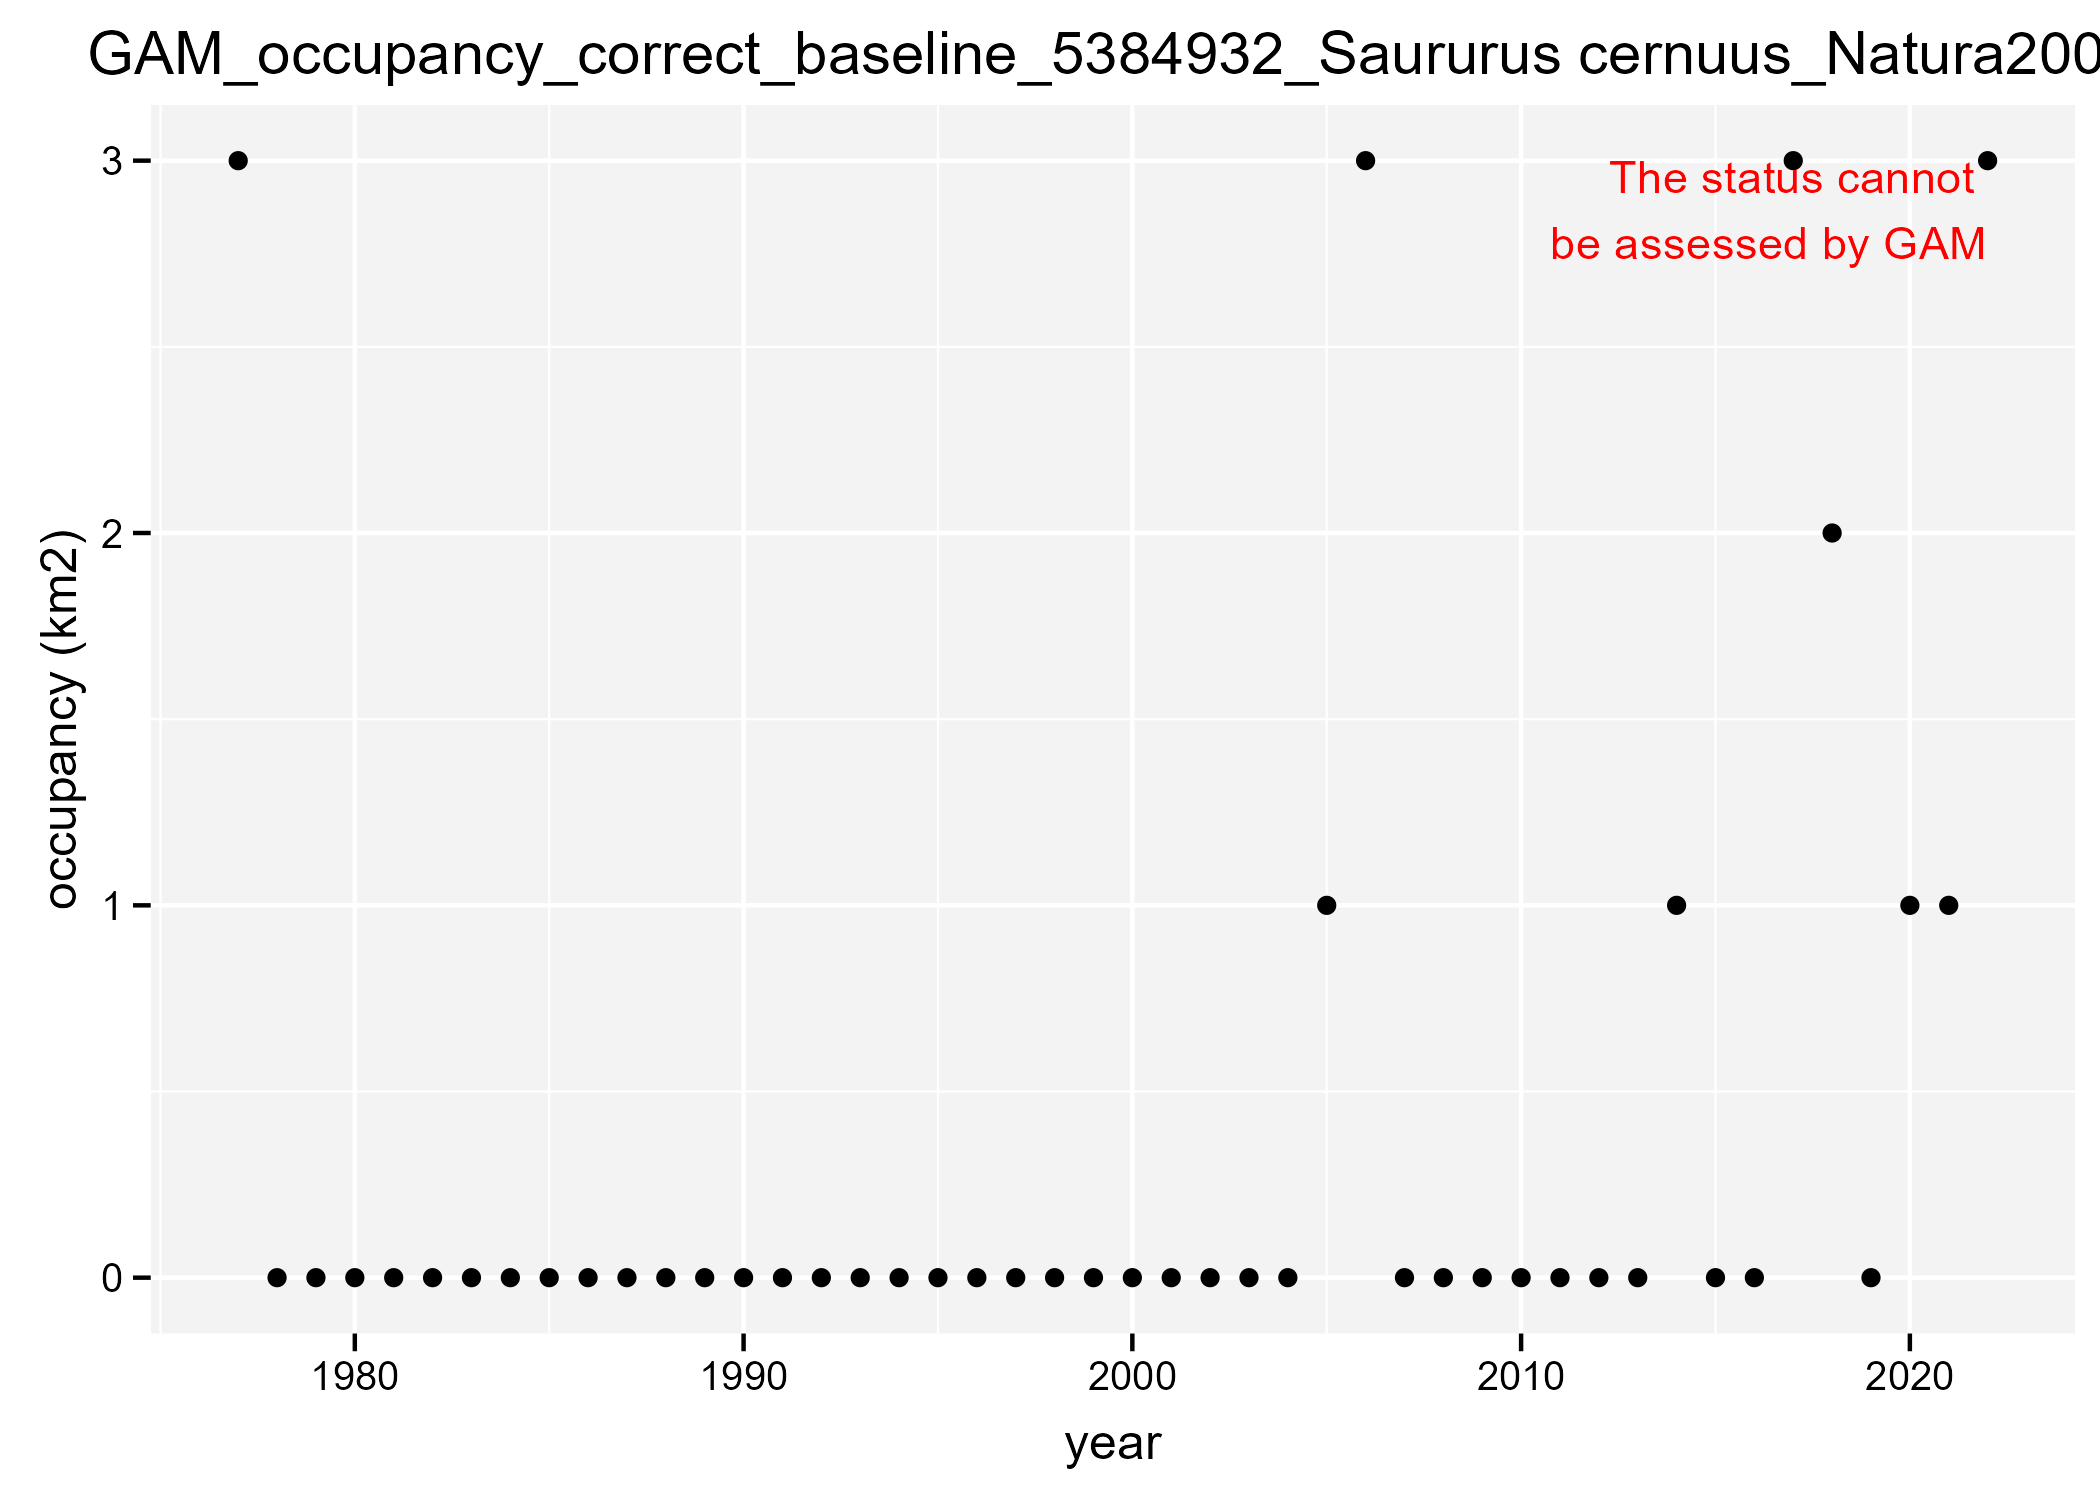 GAM_occupancy_correct_baseline_5384932_Saururus cernuus_Natura200
3
The status cannot
be assessed by GAM
2
occupancy (km2)
1
0
1980 1990 2000 2010 2020
year